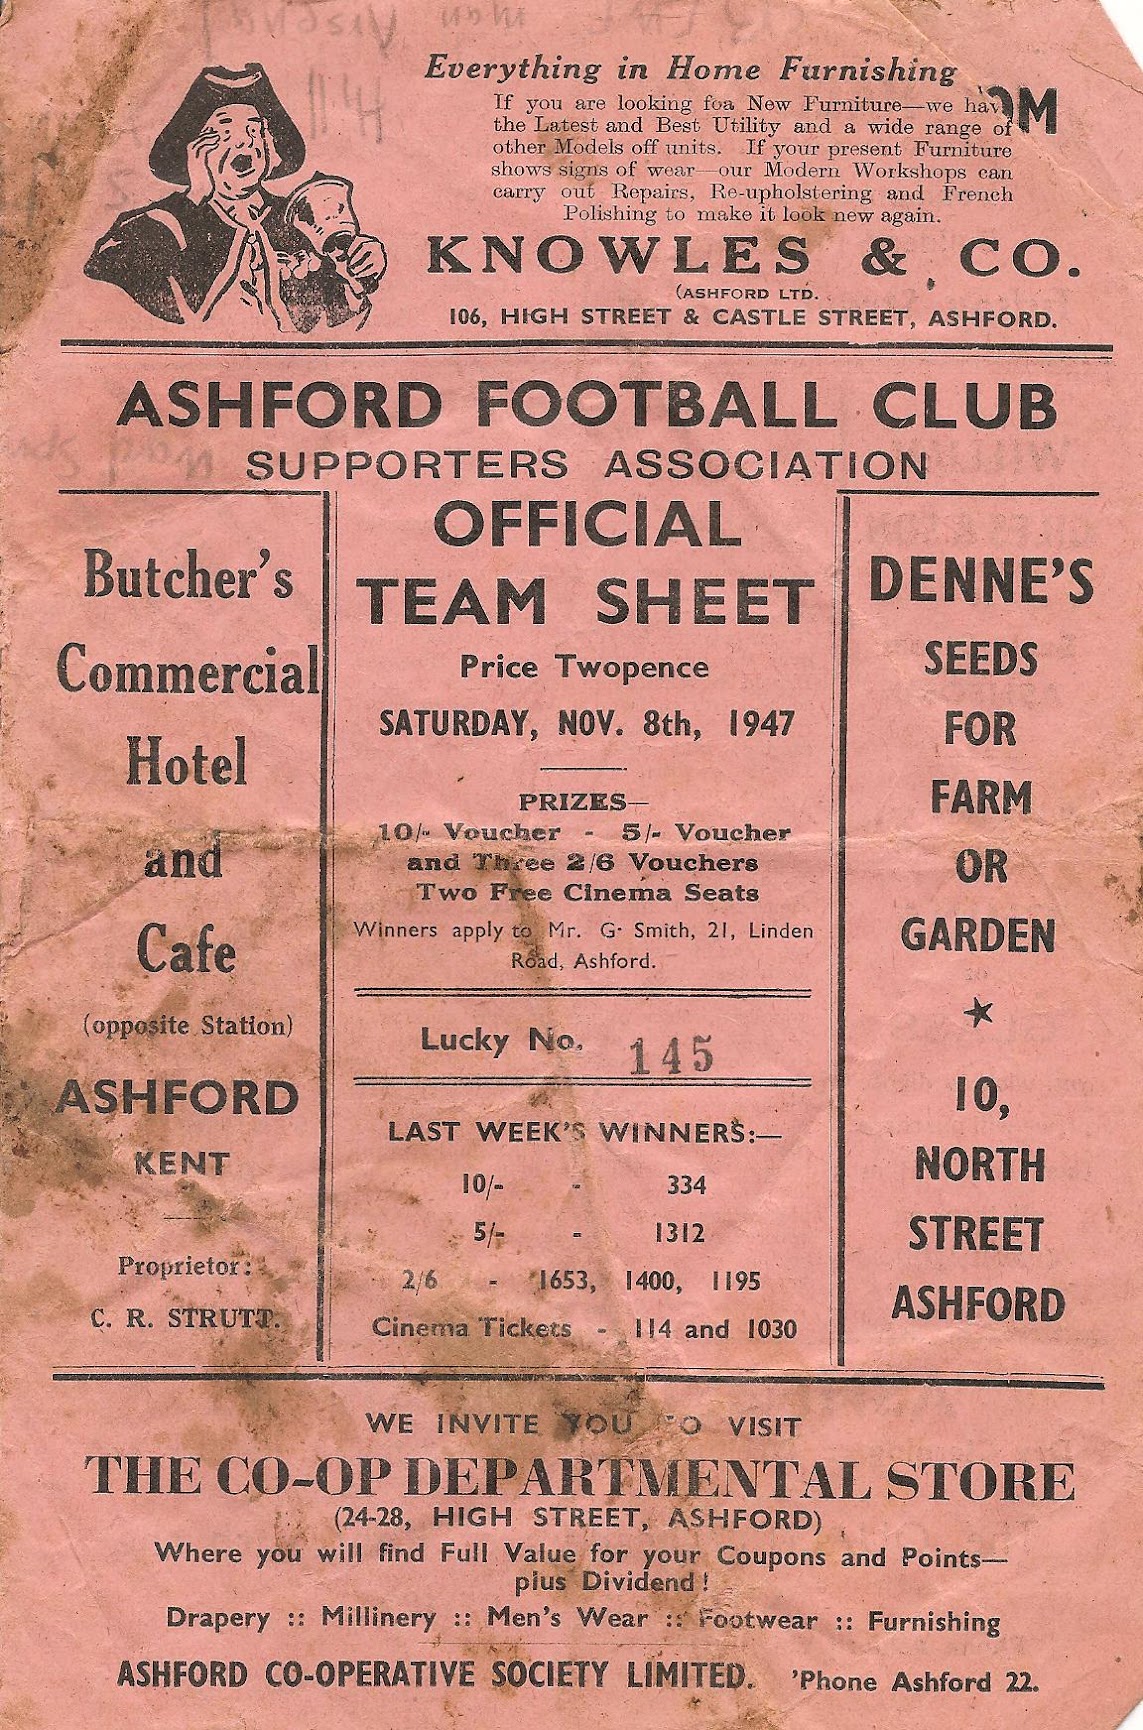 Everything in Home Furnishing
If you are looking foa New Furniture—we hav
OM
the Latest and Best Utility and a wide range of
other Models off units. If your present Furniture
shows signs of wear—our Modern Workshops can
carry out Repairs, Re-upholstering and French
Polishing to make it look new again.
KNOWLES & CO.
(ASHFORD LTD.
106, HIGH STREET & CASTLE STREET, ASHFORD.
ASHFORD FOOTBALL CLUB
SUPPORTERS ASSOCIATION
Butcher's
Commercial
Hotel
and
Cafe
(opposite Station)
ASHFORD
KENT
Proprietor:
C. R. STRUTT.
OFFICIAL
TEAM SHEET
Price Twopence
SATURDAY, NOV. 8th, 1947
PRIZES—
10/- Voucher - 5/- Voucher
and Three 2/6 Vouchers
Two Free Cinema Seats
Winners apply to Mr. G· Smith, 21, Linden
Road, Ashford.
Lucky No. 145
LAST WEEK'S WINNERS:—
10/- - 334
5/- - 1312
2/6 - 1653, 1400, 1195
Cinema Tickets - 114 and 1030
DENNE'S
SEEDS
FOR
FARM
OR
GARDEN
★
10,
NORTH
STREET
ASHFORD
WE INVITE YOU TO VISIT
THE CO-OP DEPARTMENTAL STORE
(24-28, HIGH STREET, ASHFORD)
Where you will find Full Value for your Coupons and Points—
plus Dividend!
Drapery :: Millinery :: Men's Wear :: Footwear :: Furnishing
ASHFORD CO-OPERATIVE SOCIETY LIMITED. 'Phone Ashford 22.